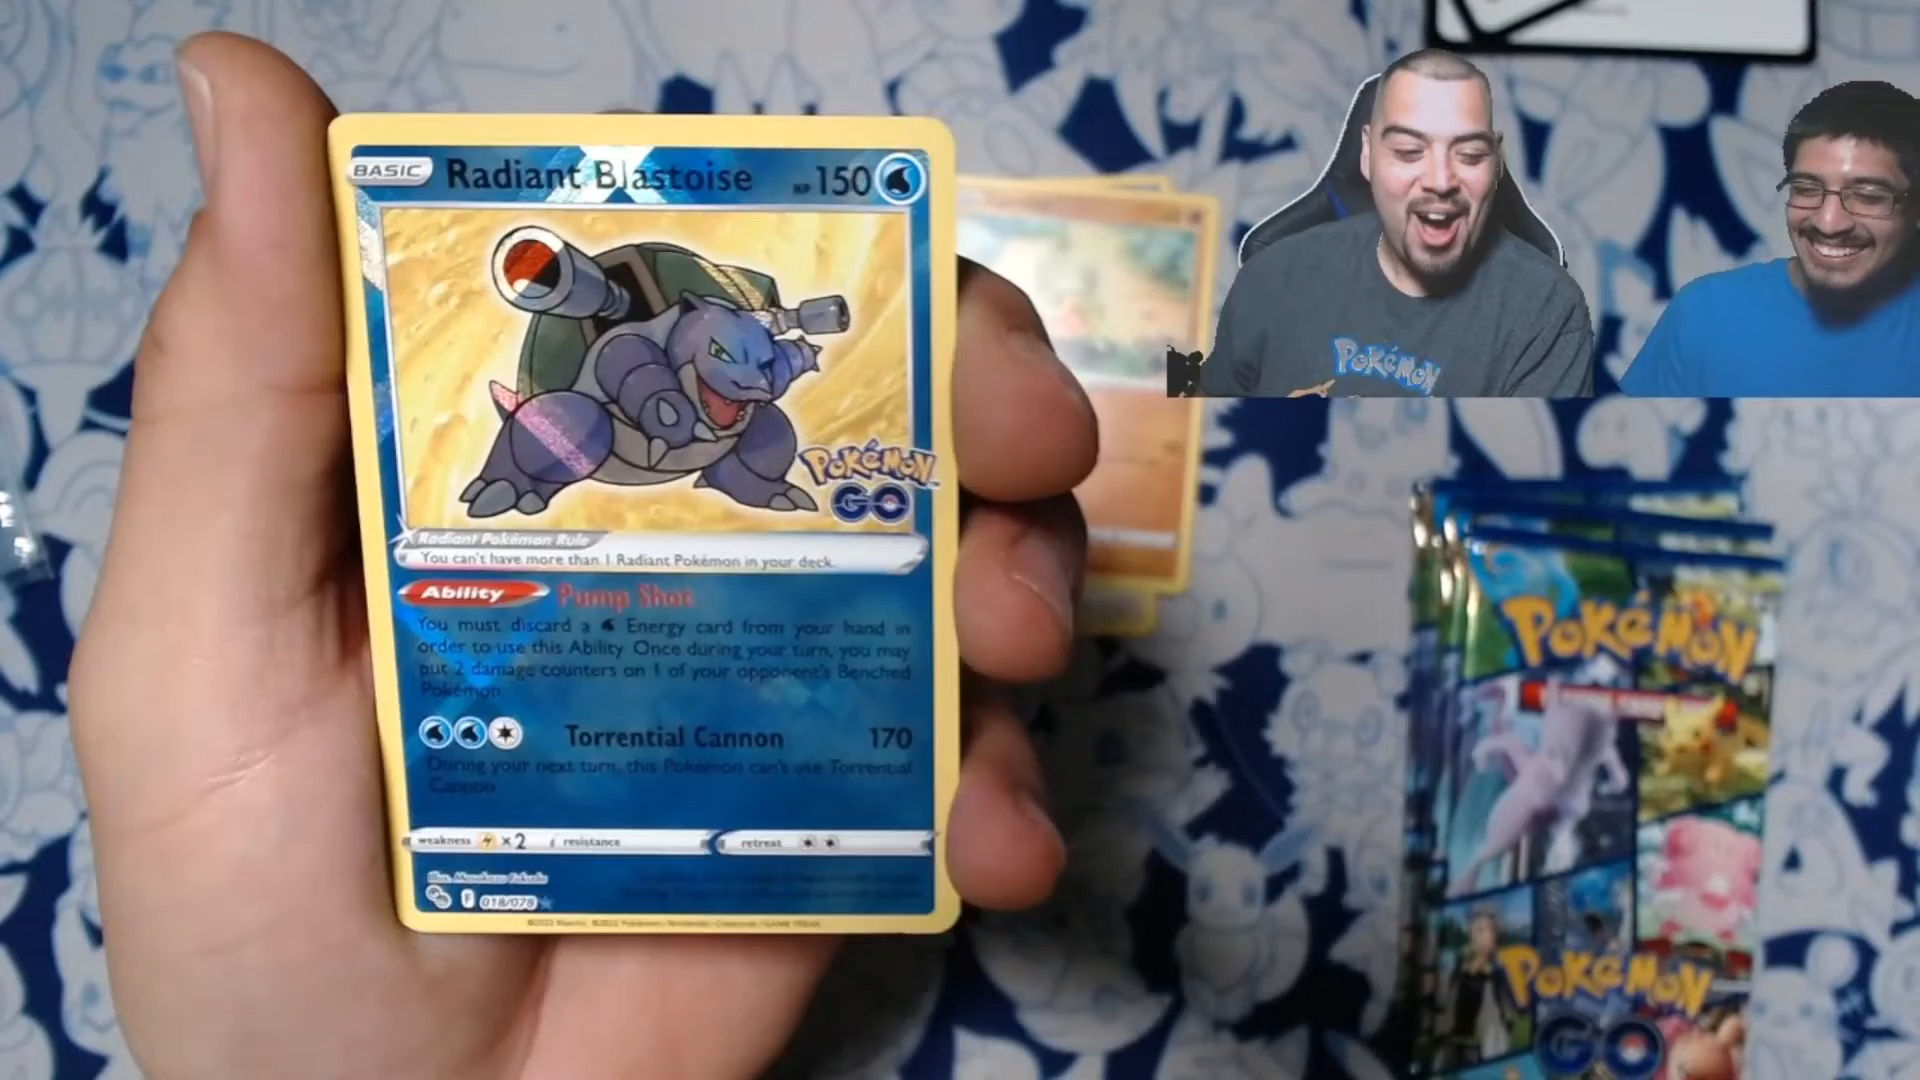 BASIC Radiant Blastoise HP 150
POKéMON
GO
Radiant Pokémon Rule
You can't have more than 1 Radiant Pokémon in your deck.
Ability Pump Shot
You must discard a Energy card from your hand in
order to use this Ability. Once during your turn, you may
put 2 damage counters on 1 of your opponent's Benched
Pokémon.
Torrential Cannon 170
During your next turn, this Pokémon can't use Torrential
Cannon.
weakness ×2 resistance retreat
Illus.
F 018/078
POKéMON
POKéMON
POKéMON
GO